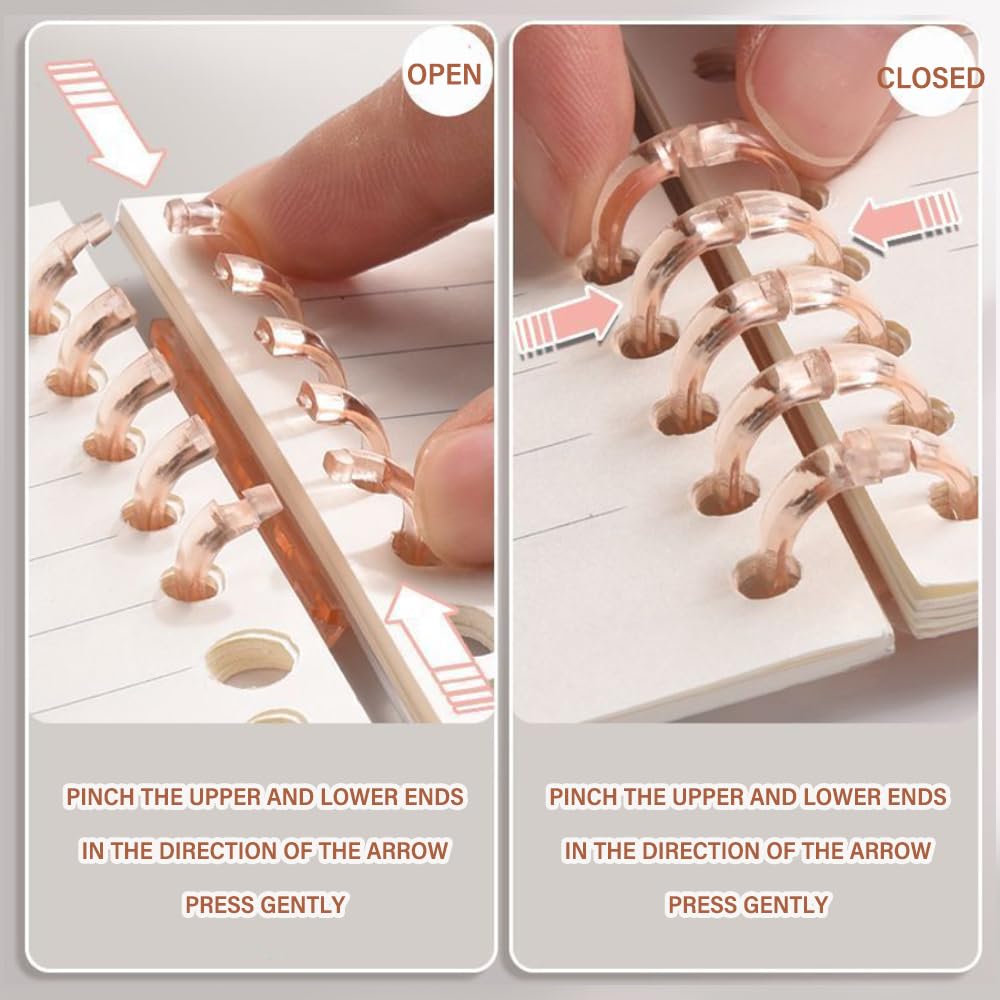 OPEN
PINCH THE UPPER AND LOWER ENDS
IN THE DIRECTION OF THE ARROW
PRESS GENTLY
CLOSED
PINCH THE UPPER AND LOWER ENDS
IN THE DIRECTION OF THE ARROW
PRESS GENTLY